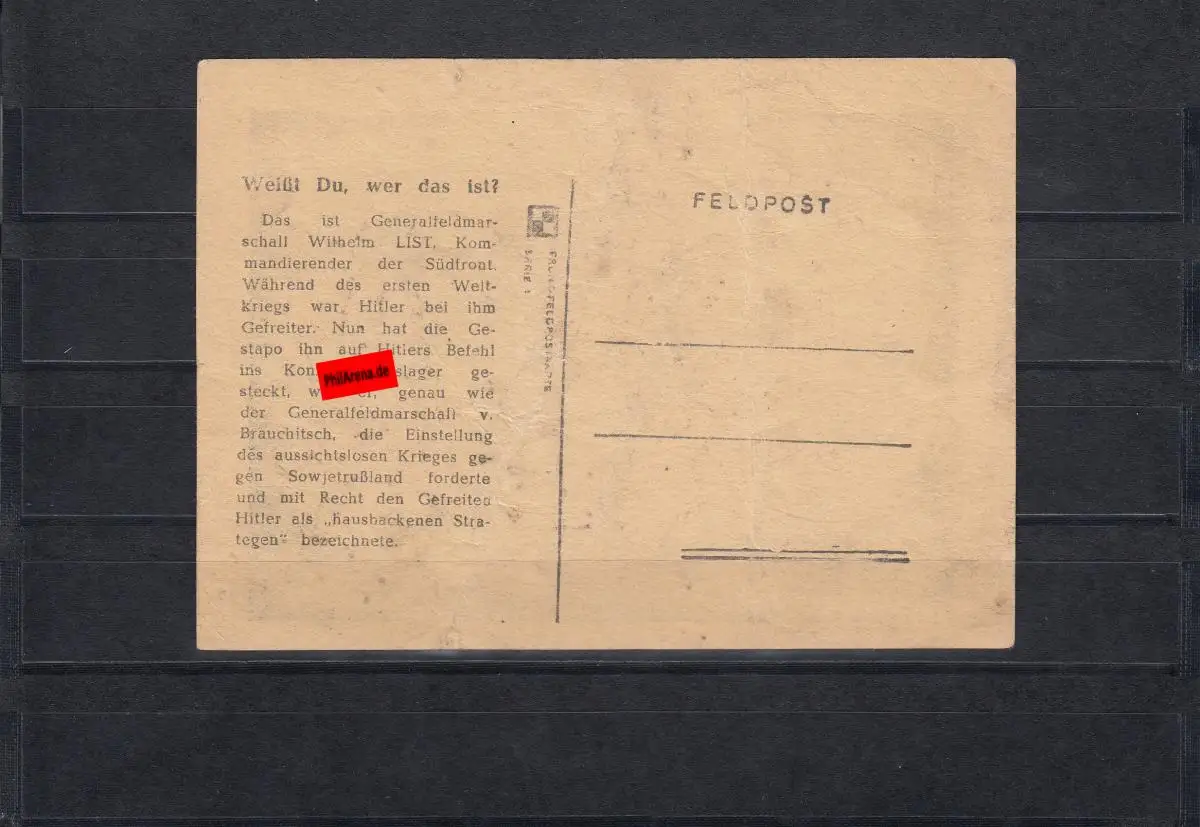 Weißt Du, wer das ist?
Das ist Generalfeldmar-
schall Wilhelm LIST, Kom-
mandierender der Südfront.
Während des ersten Welt-
kriegs war Hitler bei ihm
Gefreiter. Nun hat die Ge-
stapo ihn auf Hitlers Befehl
ins Kon slager ge-
steckt, er, genau wie
der Generalfeldmarschall v.
Brauchitsch, die Einstellung
des aussichtslosen Krieges ge-
gen Sowjetrußland forderte
und mit Recht den Gefreiten
Hitler als „hausbackenen Stra-
tegen" bezeichnete.
PhilArena.de
FELDPOST
SERIE 1